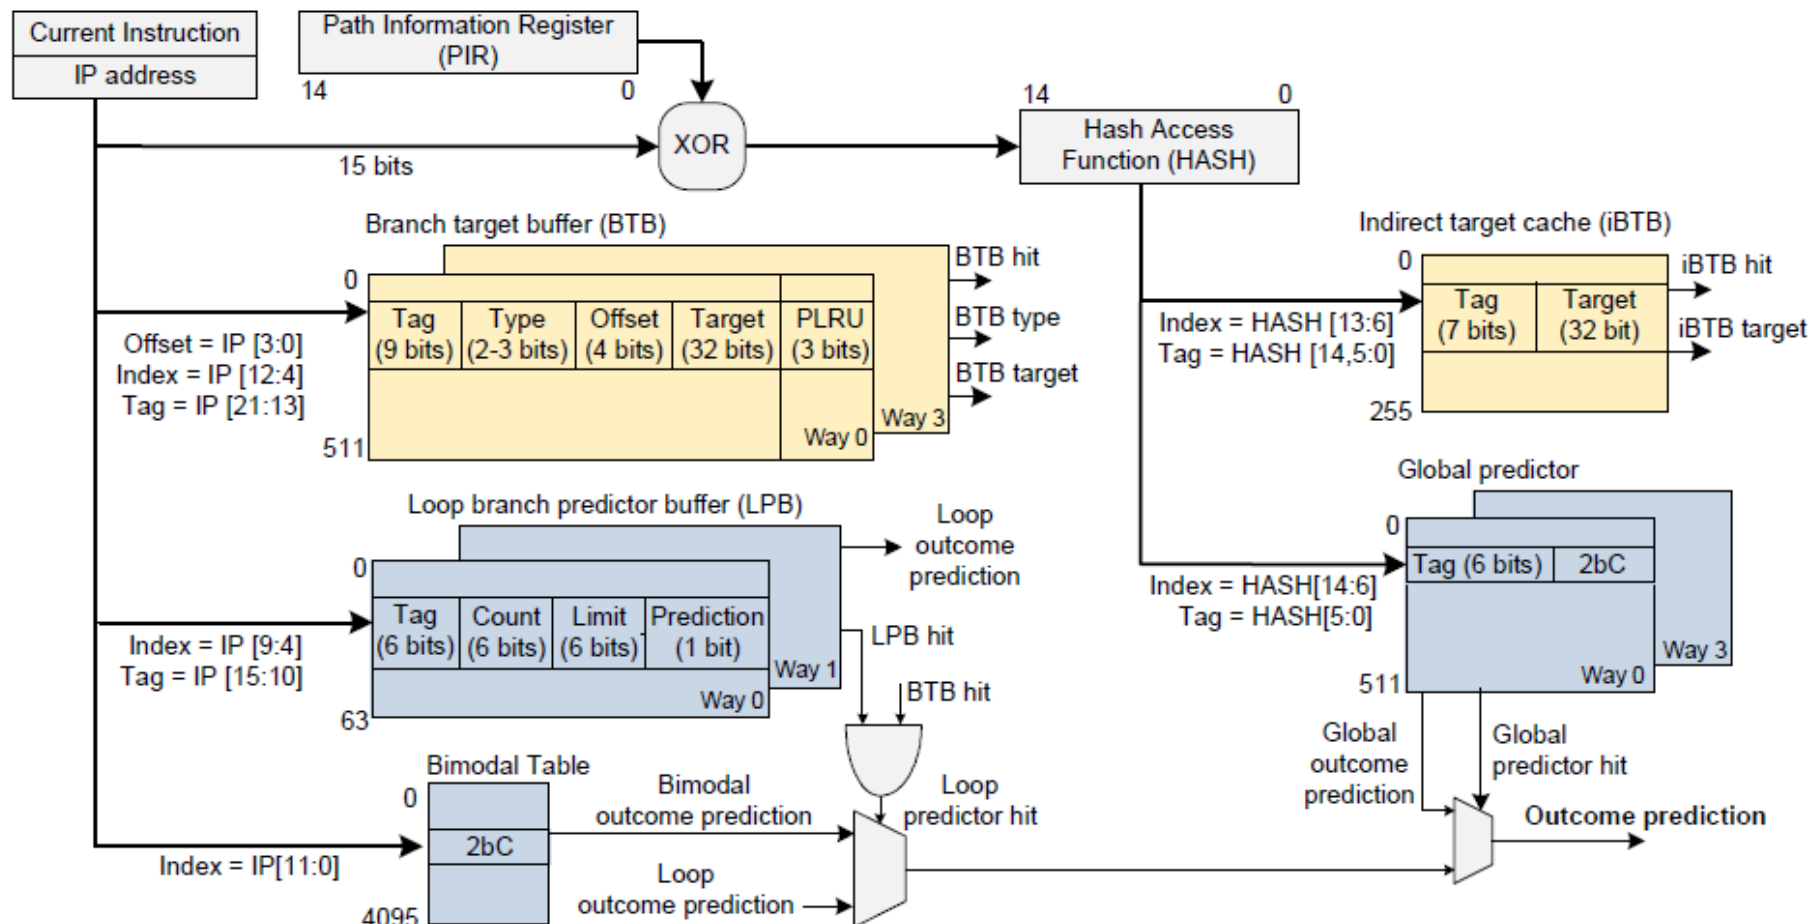 Current Instruction
IP address
Path Information Register
(PIR)
14
0
XOR
15 bits
14
0
Hash Access
Function (HASH)
Branch target buffer (BTB)
0
Tag
(9 bits)
Type
(2-3 bits)
Offset
(4 bits)
Target
(32 bits)
PLRU
(3 bits)
Way 0
Way 3
511
Offset = IP [3:0]
Index = IP [12:4]
Tag = IP [21:13]
BTB hit
BTB type
BTB target
Indirect target cache (iBTB)
0
Tag
(7 bits)
Target
(32 bit)
255
Index = HASH [13:6]
Tag = HASH [14,5:0]
iBTB hit
iBTB target
Loop branch predictor buffer (LPB)
0
Tag
(6 bits)
Count
(6 bits)
Limit
(6 bits)
Prediction
(1 bit)
Way 1
Way 0
63
Index = IP [9:4]
Tag = IP [15:10]
Loop
outcome
prediction
LPB hit
BTB hit
Global predictor
0
Tag (6 bits)
2bC
Way 3
Way 0
511
Index = HASH[14:6]
Tag = HASH[5:0]
Bimodal Table
0
2bC
4095
Index = IP[11:0]
Bimodal
outcome prediction
Loop
predictor hit
Loop
outcome prediction
Global
outcome
prediction
Global
predictor hit
Outcome prediction